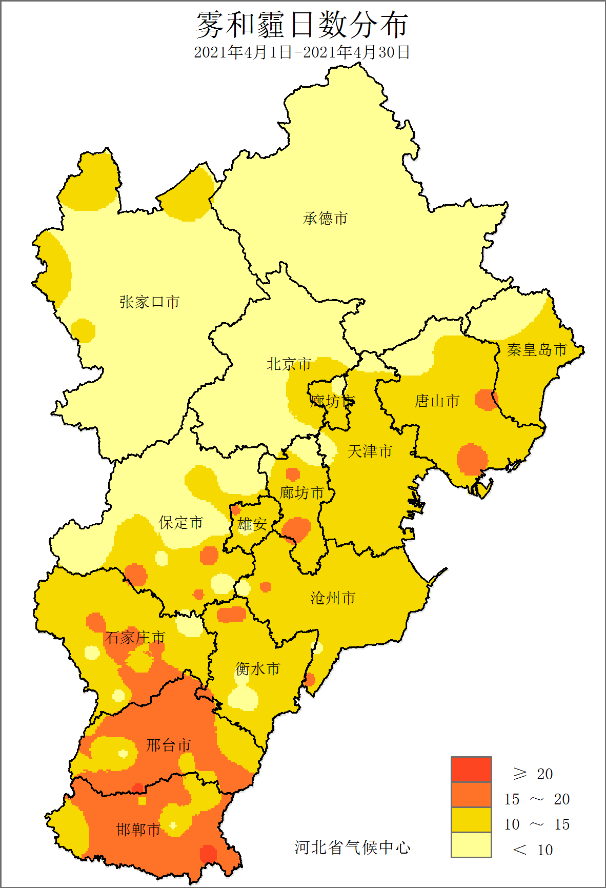 雾和霾日数分布
2021年4月1日-2021年4月30日
承德市
张家口市
北京市
秦皇岛市
廊坊市
唐山市
天津市
廊坊市
保定市
雄安
沧州市
石家庄市
衡水市
邢台市
邯郸市
≥ 20
15 ～ 20
10 ～ 15
< 10
河北省气候中心